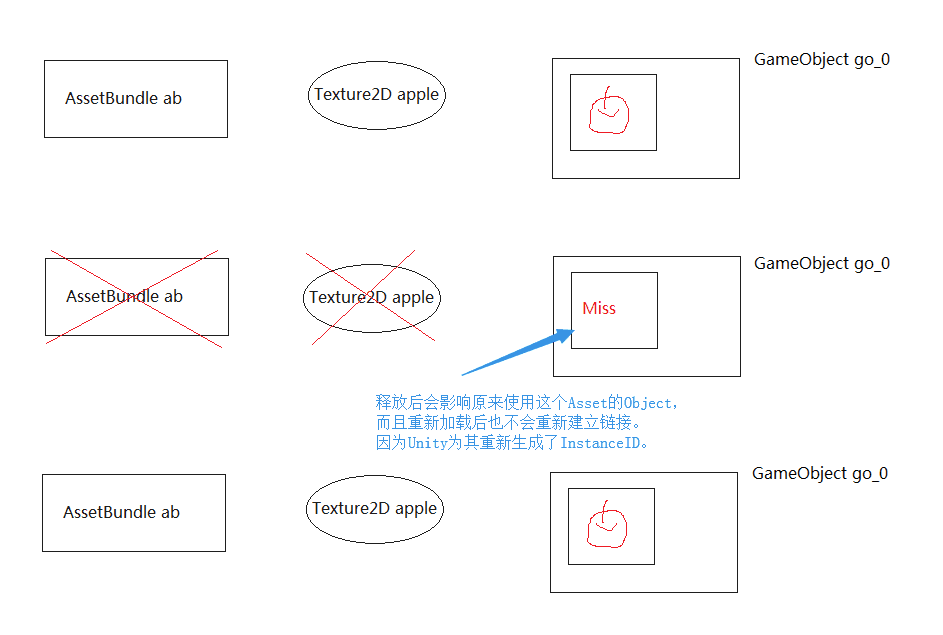 GameObject go_0
AssetBundle ab
Texture2D apple
GameObject go_0
AssetBundle ab
Texture2D apple
Miss
释放后会影响原来使用这个Asset的Object，
而且重新加载后也不会重新建立链接。
因为Unity为其重新生成了InstanceID。
GameObject go_0
AssetBundle ab
Texture2D apple